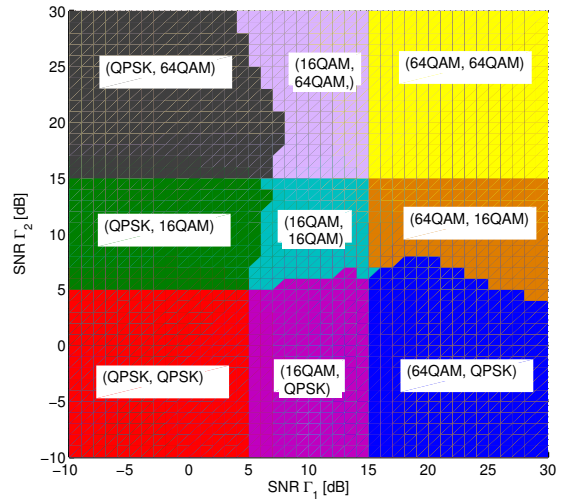 30
25
20
15
10
5
0
−5
−10
SNR Γ2 [dB]
(QPSK, 64QAM)
(16QAM,
64QAM,)
(64QAM, 64QAM)
(QPSK, 16QAM)
(16QAM,
16QAM)
(64QAM, 16QAM)
(QPSK, QPSK)
(16QAM,
QPSK)
(64QAM, QPSK)
−10 −5 0 5 10 15 20 25 30
SNR Γ1 [dB]